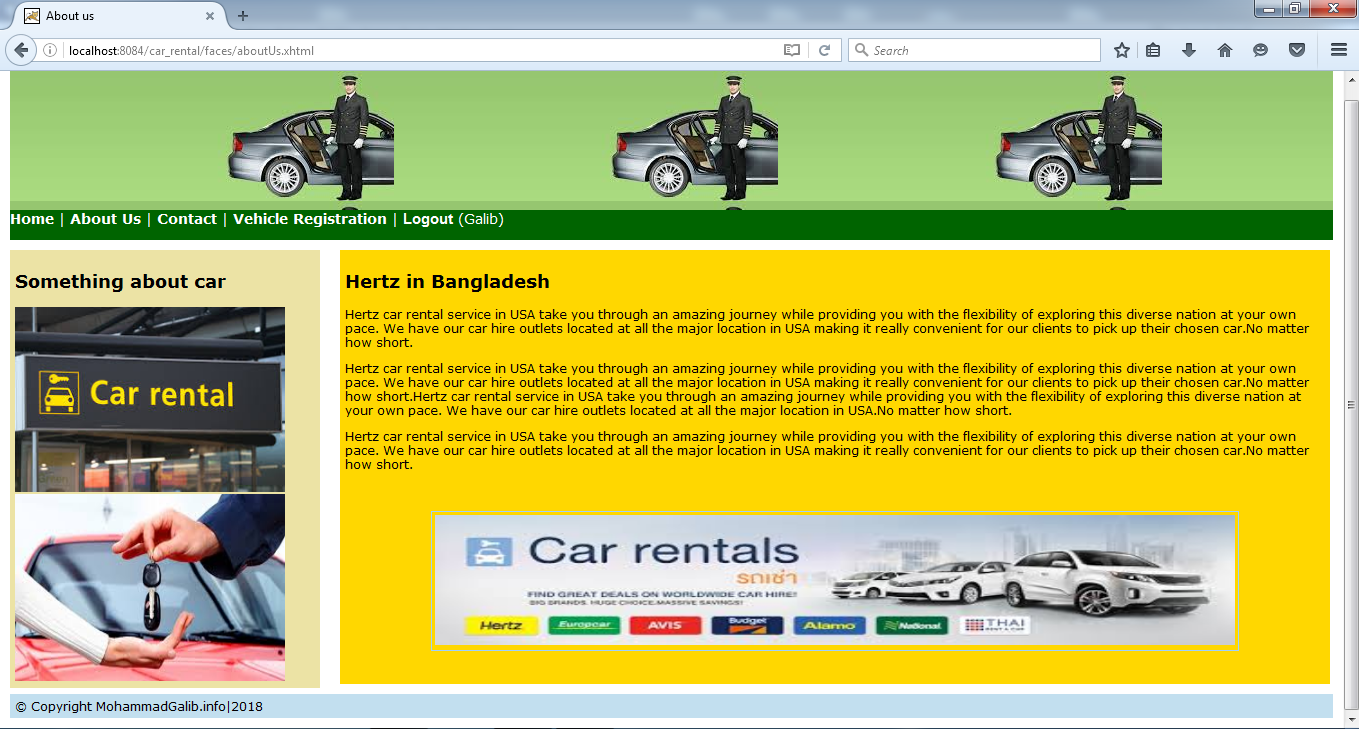 About us
localhost:8084/car_rental/faces/aboutUs.xhtml
Search
Home | About Us | Contact | Vehicle Registration | Logout (Galib)
Something about car
Car rental
Hertz in Bangladesh
Hertz car rental service in USA take you through an amazing journey while providing you with the flexibility of exploring this diverse nation at your own
pace. We have our car hire outlets located at all the major location in USA making it really convenient for our clients to pick up their chosen car.No matter
how short.
Hertz car rental service in USA take you through an amazing journey while providing you with the flexibility of exploring this diverse nation at your own
pace. We have our car hire outlets located at all the major location in USA making it really convenient for our clients to pick up their chosen car.No matter
how short.Hertz car rental service in USA take you through an amazing journey while providing you with the flexibility of exploring this diverse nation at
your own pace. We have our car hire outlets located at all the major location in USA.No matter how short.
Hertz car rental service in USA take you through an amazing journey while providing you with the flexibility of exploring this diverse nation at your own
pace. We have our car hire outlets located at all the major location in USA making it really convenient for our clients to pick up their chosen car.No matter
how short.
Car rentals
รถเช่า
FIND GREAT DEALS ON WORLDWIDE CAR HIRE!
BIG BRANDS. HUGE CHOICE.MASSIVE SAVINGS!
Hertz Europcar AVIS Budget Alamo National THAI
RENT A CAR
© Copyright MohammadGalib.info|2018